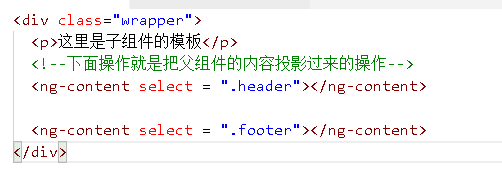 <div class="wrapper">
<p>这里是子组件的模板</p>
<!--下面操作就是把父组件的内容投影过来的操作-->
<ng-content select = ".header"></ng-content>
<ng-content select = ".footer"></ng-content>
</div>